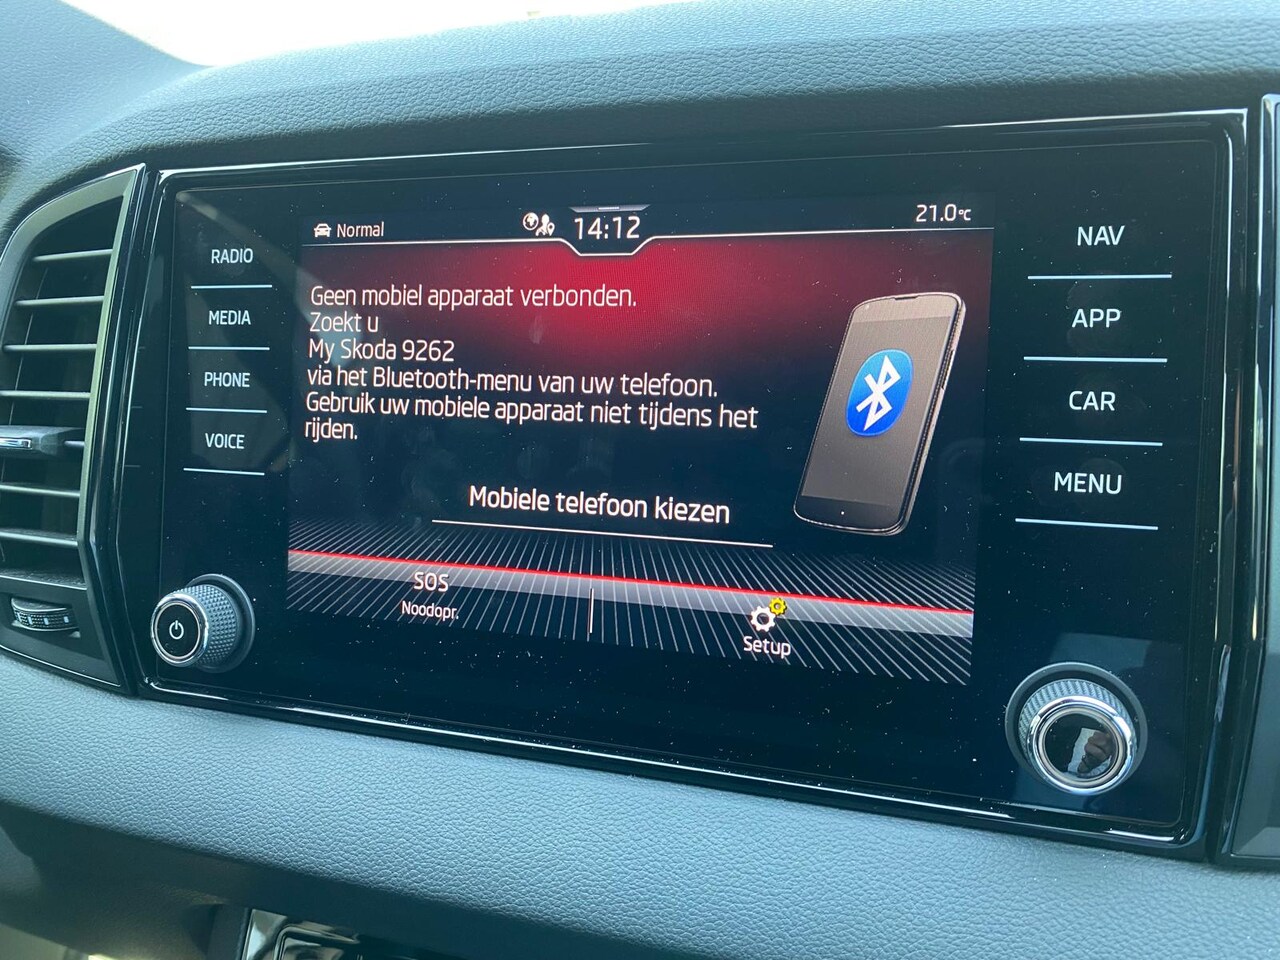 Normal
14:12
21.0°C
RADIO
MEDIA
PHONE
VOICE
Geen mobiel apparaat verbonden.
Zoekt u
My Skoda 9262
via het Bluetooth-menu van uw telefoon.
Gebruik uw mobiele apparaat niet tijdens het
rijden.
Mobiele telefoon kiezen
SOS
Noodopr.
Setup
NAV
APP
CAR
MENU